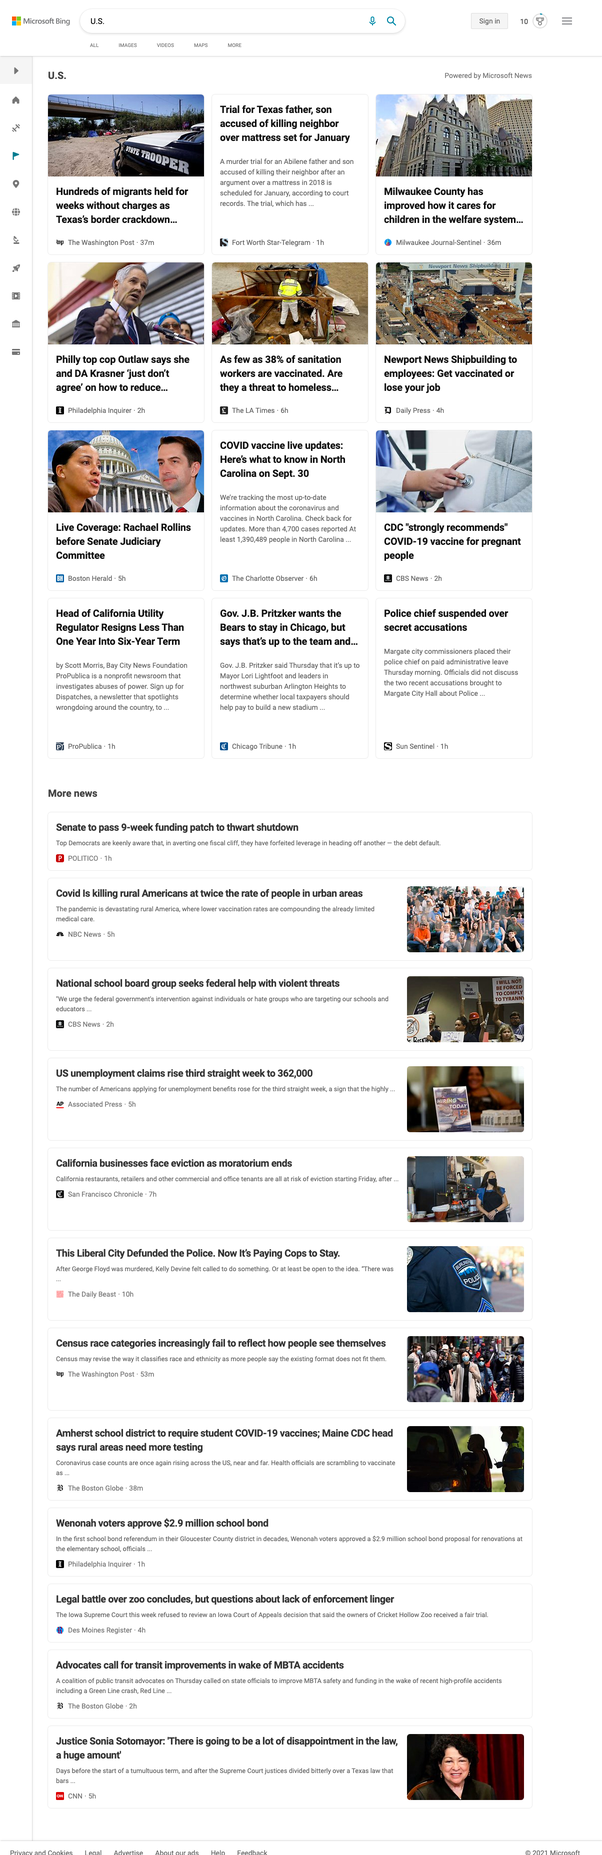 Microsoft Bing
U.S.
Sign in
10
ALL
IMAGES
VIDEOS
MAPS
MORE
U.S.
Powered by Microsoft News
STATE TROOPER
Hundreds of migrants held for
weeks without charges as
Texas's border crackdown...
The Washington Post · 37m
Trial for Texas father, son
accused of killing neighbor
over mattress set for January
A murder trial for an Abilene father and son
accused of killing their neighbor after an
argument over a mattress in 2018 is
scheduled for January, according to court
records. The trial, which has ...
Fort Worth Star-Telegram · 1h
Milwaukee County has
improved how it cares for
children in the welfare system...
Milwaukee Journal-Sentinel · 36m
Philly top cop Outlaw says she
and DA Krasner 'just don't
agree' on how to reduce...
Philadelphia Inquirer · 2h
As few as 38% of sanitation
workers are vaccinated. Are
they a threat to homeless...
The LA Times · 6h
Newport News Shipbuilding
Newport News Shipbuilding to
employees: Get vaccinated or
lose your job
Daily Press · 4h
Live Coverage: Rachael Rollins
before Senate Judiciary
Committee
Boston Herald · 5h
COVID vaccine live updates:
Here's what to know in North
Carolina on Sept. 30
We're tracking the most up-to-date
information about the coronavirus and
vaccines in North Carolina. Check back for
updates. More than 4,700 cases reported At
least 1,390,489 people in North Carolina ...
The Charlotte Observer · 6h
CDC "strongly recommends"
COVID-19 vaccine for pregnant
people
CBS News · 2h
Head of California Utility
Regulator Resigns Less Than
One Year Into Six-Year Term
by Scott Morris, Bay City News Foundation
ProPublica is a nonprofit newsroom that
investigates abuses of power. Sign up for
Dispatches, a newsletter that spotlights
wrongdoing around the country, to ...
ProPublica · 1h
Gov. J.B. Pritzker wants the
Bears to stay in Chicago, but
says that's up to the team and...
Gov. J.B. Pritzker said Thursday that it's up to
Mayor Lori Lightfoot and leaders in
northwest suburban Arlington Heights to
determine whether local taxpayers should
help pay to build a new stadium ...
Chicago Tribune · 1h
Police chief suspended over
secret accusations
Margate city commissioners placed their
police chief on paid administrative leave
Thursday morning. Officials did not discuss
the two recent accusations brought to
Margate City Hall about Police ...
Sun Sentinel · 1h
More news
Senate to pass 9-week funding patch to thwart shutdown
Top Democrats are keenly aware that, in averting one fiscal cliff, they have forfeited leverage in heading off another — the debt default.
POLITICO · 1h
Covid Is killing rural Americans at twice the rate of people in urban areas
The pandemic is devastating rural America, where lower vaccination rates are compounding the already limited
medical care.
NBC News · 5h
National school board group seeks federal help with violent threats
"We urge the federal government's intervention against individuals or hate groups who are targeting our schools and
educators ...
CBS News · 2h
I WILL NOT
BE FORCED
TO COMPLY
TO TYRANNY
US unemployment claims rise third straight week to 362,000
The number of Americans applying for unemployment benefits rose for the third straight week, a sign that the highly ...
AP Associated Press · 5h
TODAY
California businesses face eviction as moratorium ends
California restaurants, retailers and other commercial and office tenants are all at risk of eviction starting Friday, after ...
San Francisco Chronicle · 7h
This Liberal City Defunded the Police. Now It's Paying Cops to Stay.
After George Floyd was murdered, Kelly Devine felt called to do something. Or at least be open to the idea. "There was
...
The Daily Beast · 10h
POLICE
Census race categories increasingly fail to reflect how people see themselves
Census may revise the way it classifies race and ethnicity as more people say the existing format does not fit them.
The Washington Post · 53m
Amherst school district to require student COVID-19 vaccines; Maine CDC head
says rural areas need more testing
Coronavirus case counts are once again rising across the US, near and far. Health officials are scrambling to vaccinate
as ...
The Boston Globe · 38m
Wenonah voters approve $2.9 million school bond
In the first school bond referendum in their Gloucester County district in decades, Wenonah voters approved a $2.9 million school bond proposal for renovations at
the elementary school, officials ...
Philadelphia Inquirer · 1h
Legal battle over zoo concludes, but questions about lack of enforcement linger
The Iowa Supreme Court this week refused to review an Iowa Court of Appeals decision that said the owners of Cricket Hollow Zoo received a fair trial.
Des Moines Register · 4h
Advocates call for transit improvements in wake of MBTA accidents
A coalition of public transit advocates on Thursday called on state officials to improve MBTA safety and funding in the wake of recent high-profile accidents
including a Green Line crash, Red Line ...
The Boston Globe · 2h
Justice Sonia Sotomayor: 'There is going to be a lot of disappointment in the law,
a huge amount'
Days before the start of a tumultuous term, and after the Supreme Court justices divided bitterly over a Texas law that
bars ...
CNN · 5h
Privacy and Cookies
Legal
Advertise
About our ads
Help
Feedback
© 2021 Microsoft